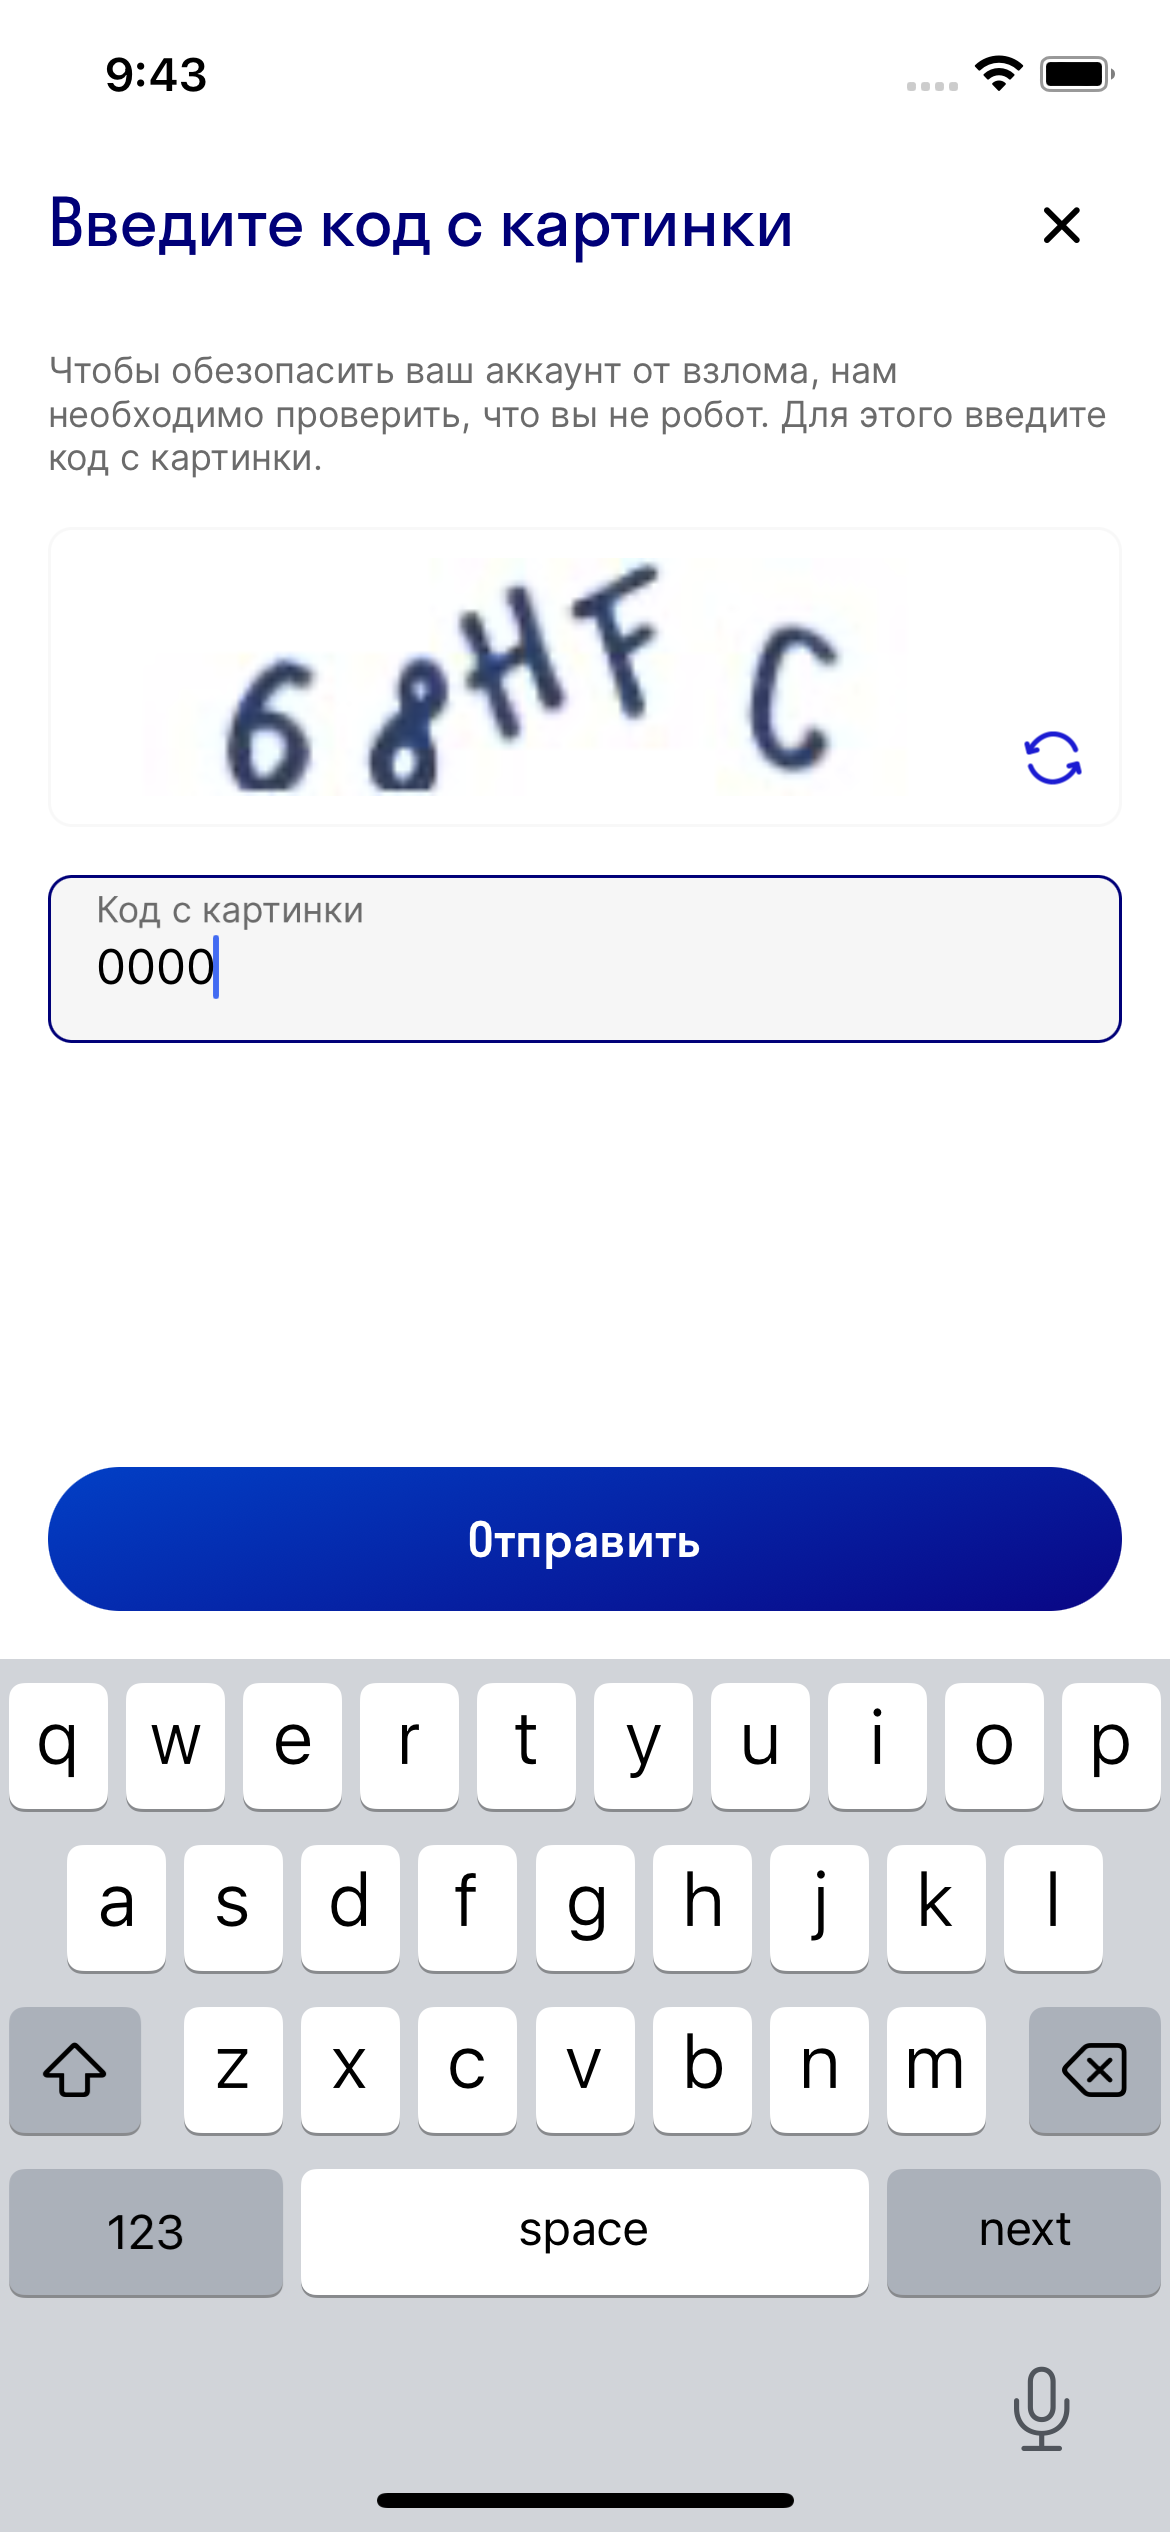 9:43
Введите код с картинки
Чтобы обезопасить ваш аккаунт от взлома, нам
необходимо проверить, что вы не робот. Для этого введите
код с картинки.
68HFC
Код с картинки
0000
Отправить
q w e r t y u i o p
a s d f g h j k l
z x c v b n m
123 space next